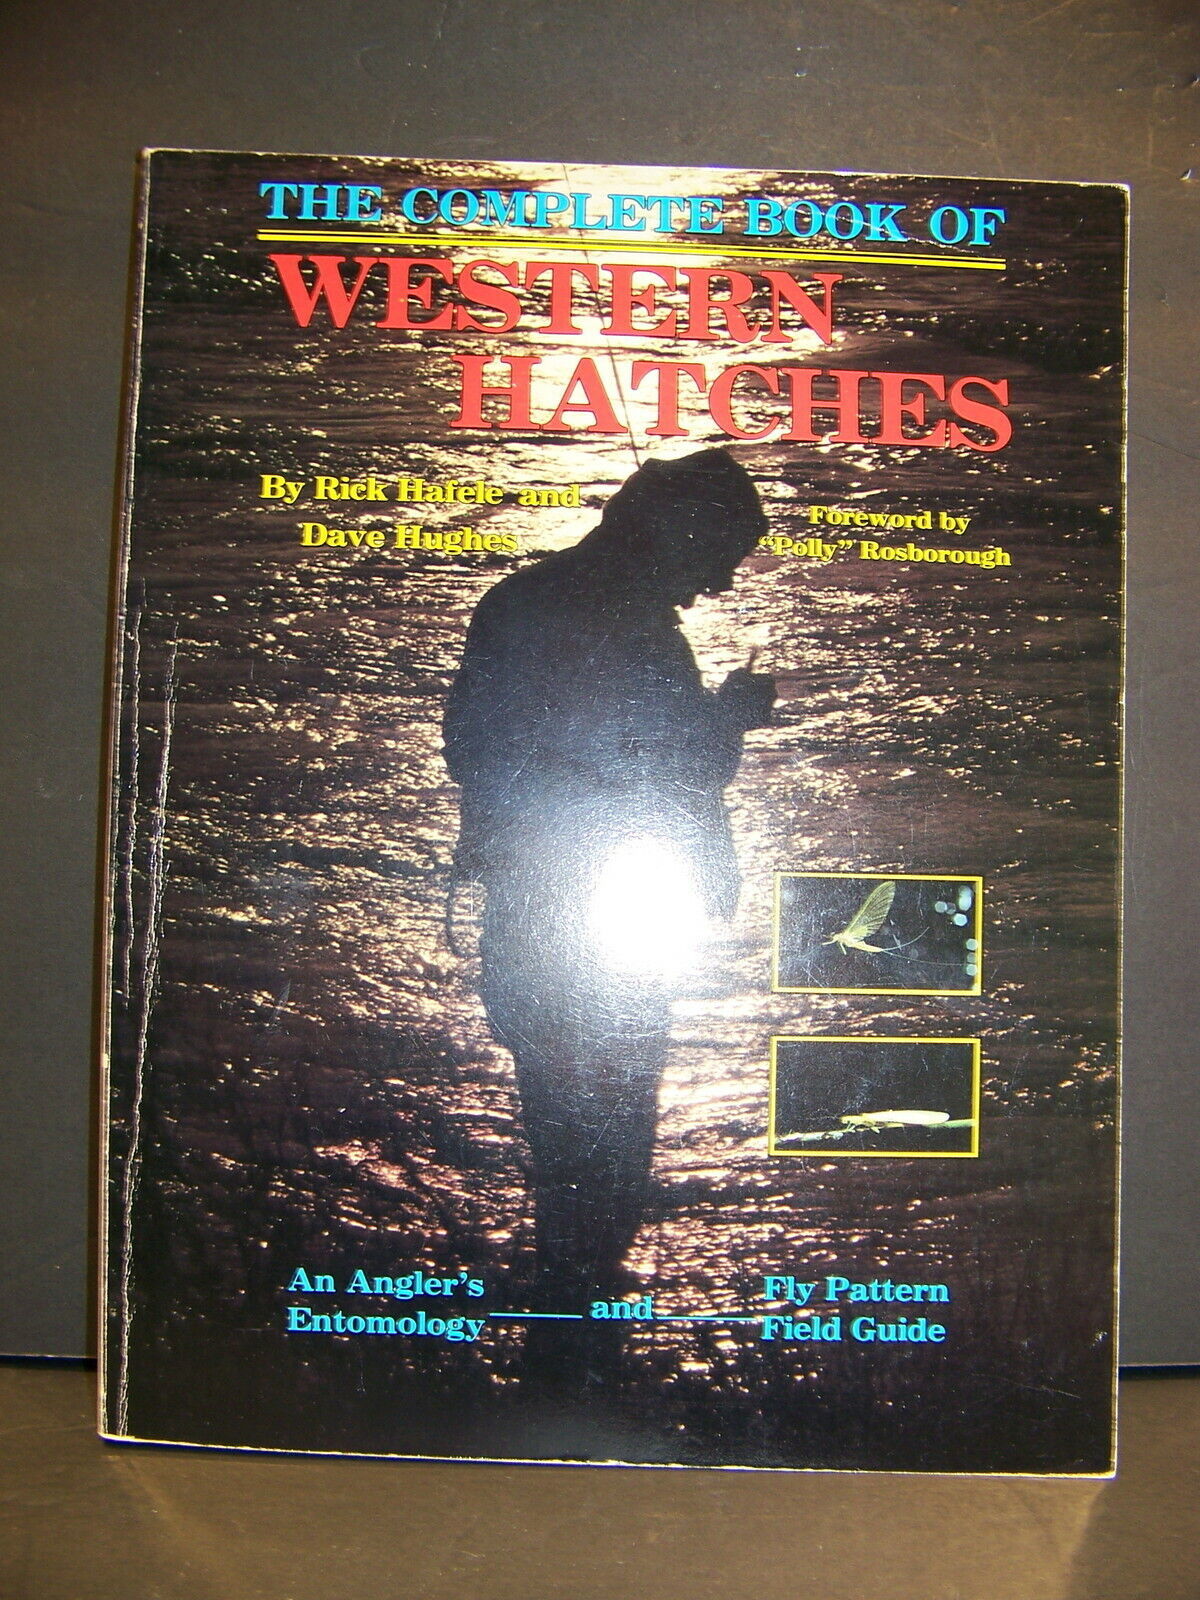 THE COMPLETE BOOK OF
WESTERN
HATCHES
By Rick Hafele and
Dave Hughes
Foreword by
"Polly" Rosborough
An Angler's
Entomology
and
Fly Pattern
Field Guide